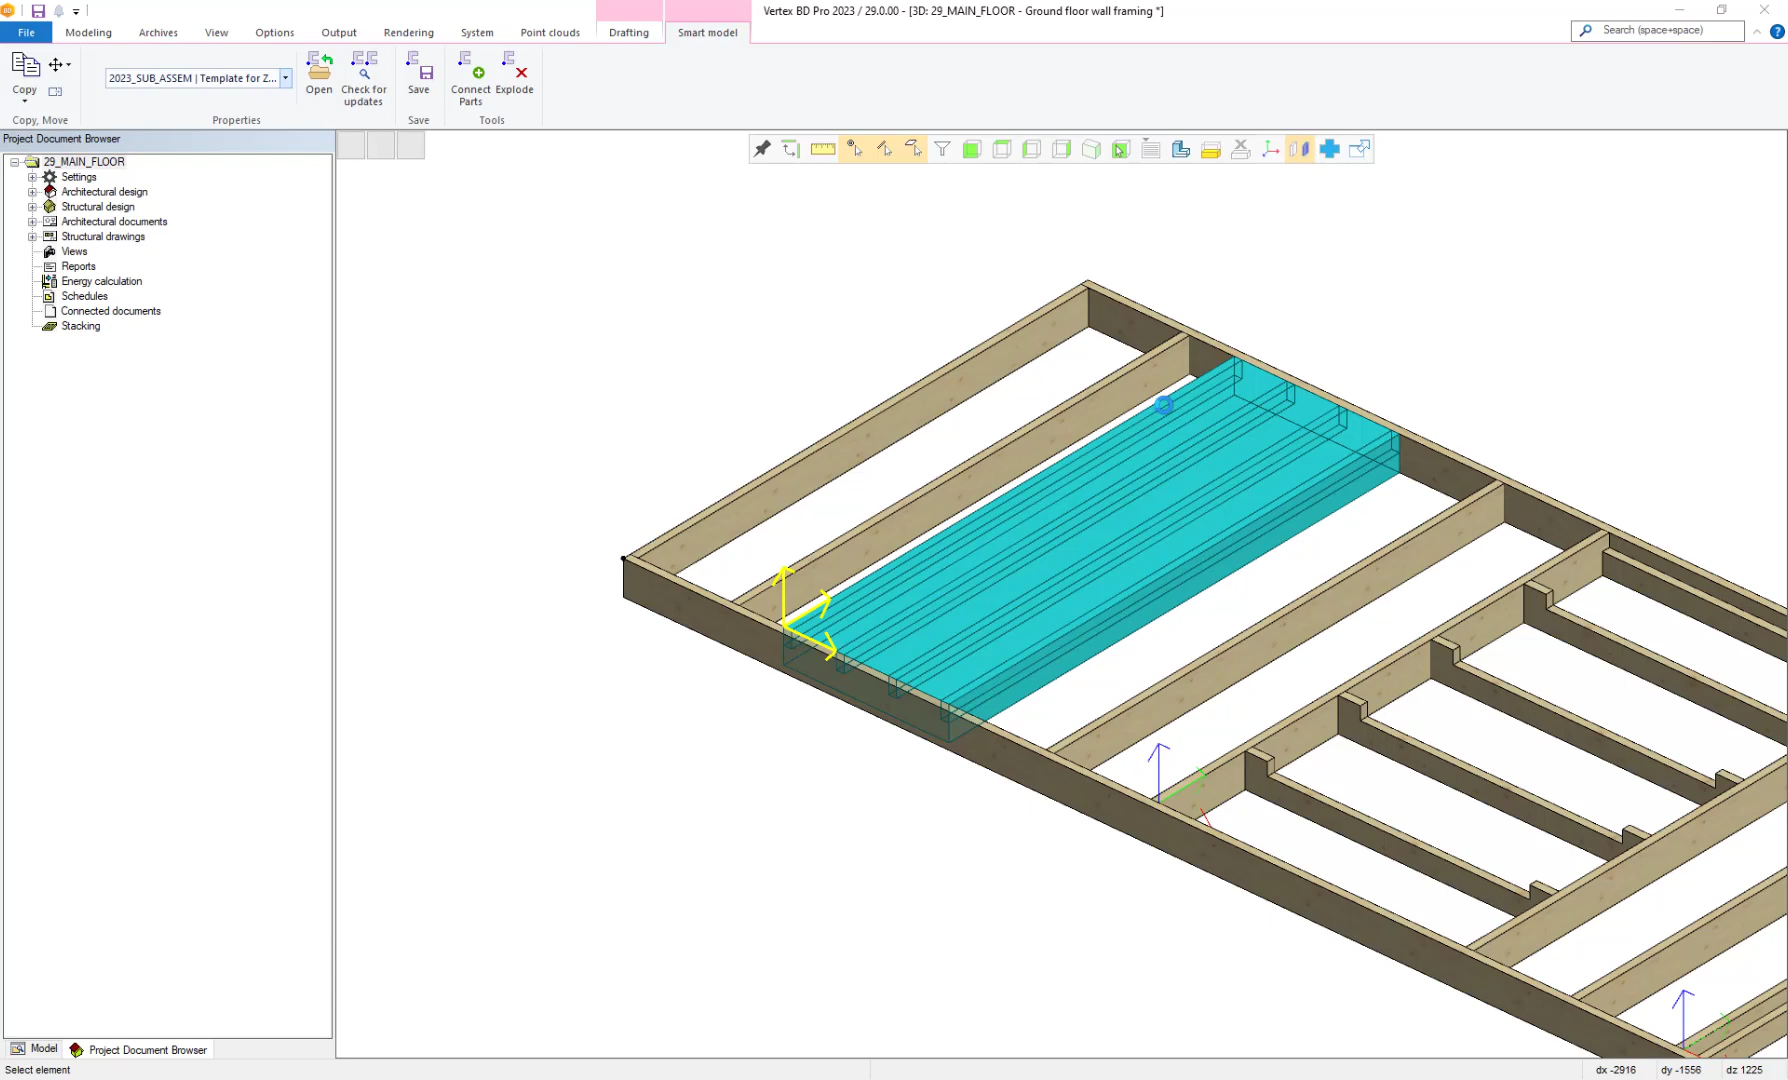 Vertex BD Pro 2023 / 29.0.00 - [3D: 29_MAIN_FLOOR - Ground floor wall framing *]
File Modeling Archives View Options Output Rendering System Point clouds Drafting Smart model
Search (space+space)
2023_SUB_ASSEM | Template for Z...
Copy Open Check for updates Save Connect Parts Explode
Copy, Move Properties Save Tools
Project Document Browser
29_MAIN_FLOOR
Settings
Architectural design
Structural design
Architectural documents
Structural drawings
Views
Reports
Energy calculation
Schedules
Connected documents
Stacking
Model Project Document Browser
Select element dx -2916 dy -1556 dz 1225